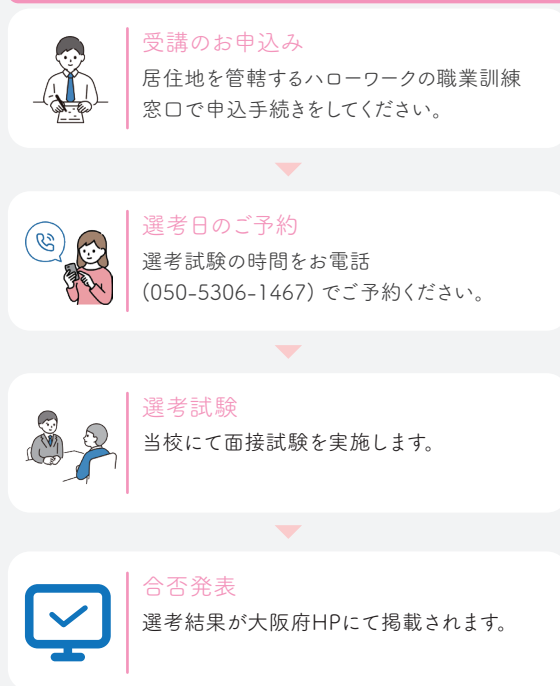 受講のお申込み
居住地を管轄するハローワークの職業訓練
窓口で申込手続きをしてください。
選考日のご予約
選考試験の時間をお電話
(050-5306-1467) でご予約ください。
選考試験
当校にて面接試験を実施します。
合否発表
選考結果が大阪府HPにて掲載されます。